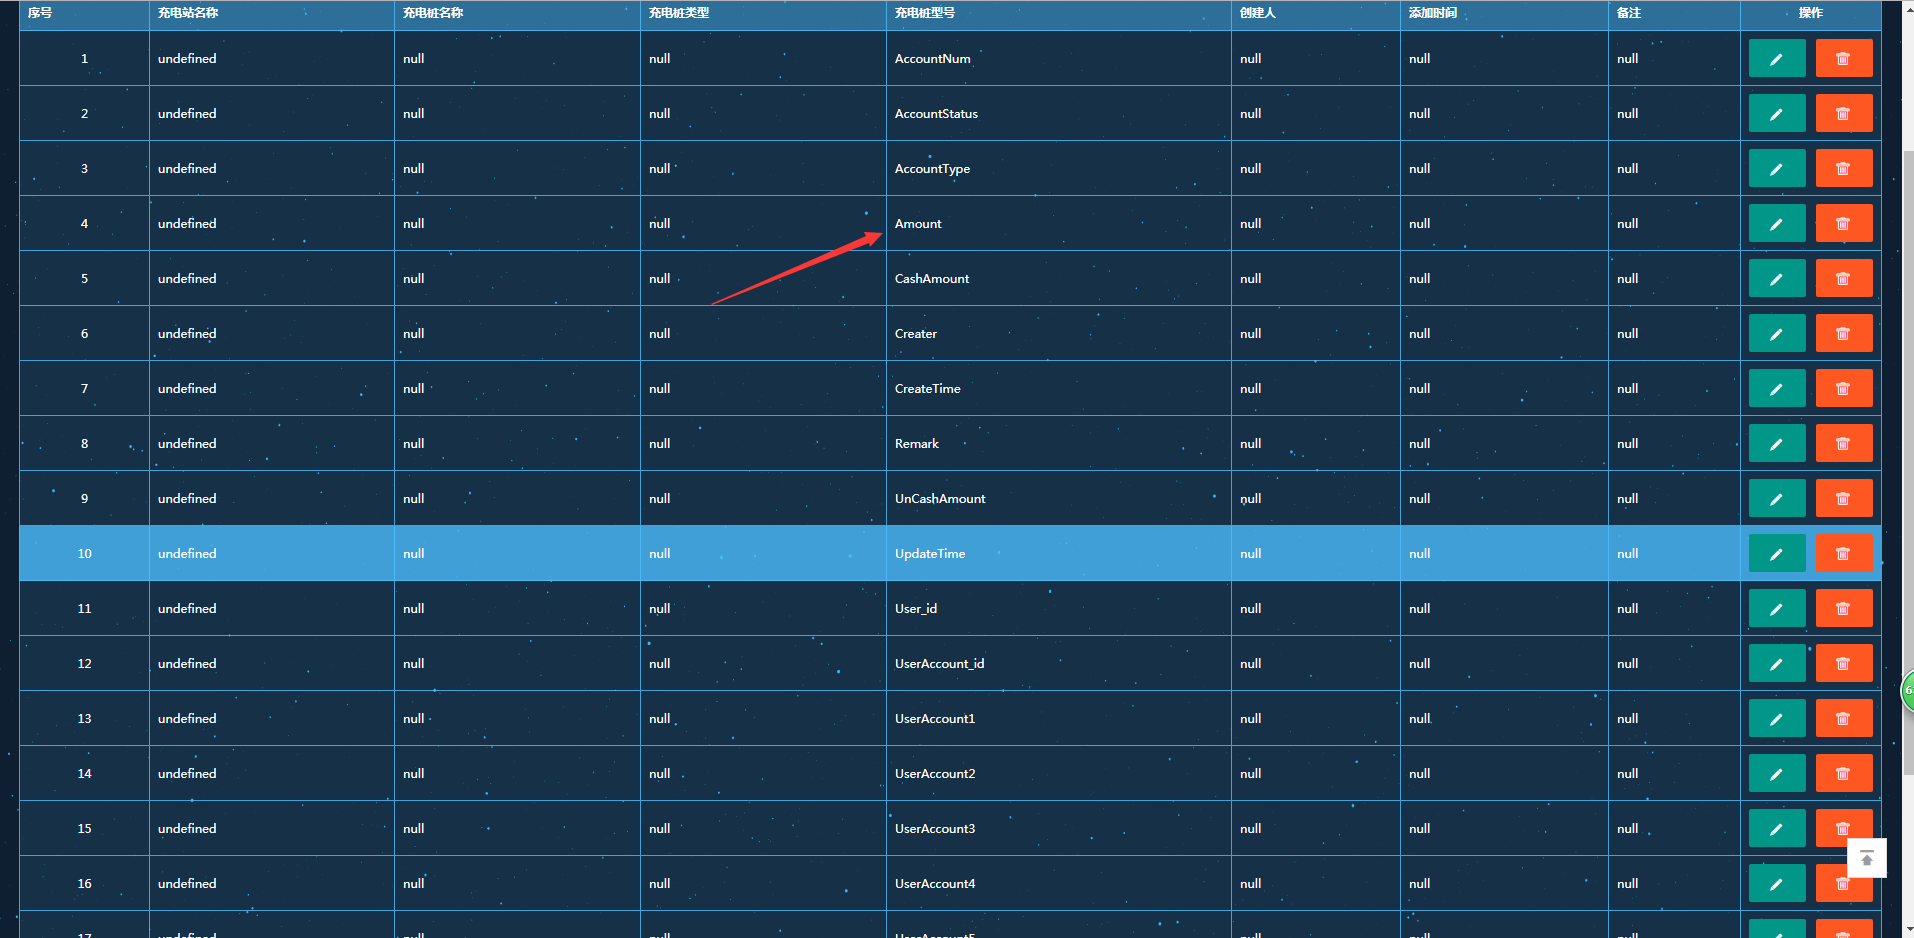 序号 充电站名称 充电桩名称 充电桩类型 充电桩型号 创建人 添加时间 备注 操作
1 undefined null null AccountNum null null null
2 undefined null null AccountStatus null null null
3 undefined null null AccountType null null null
4 undefined null null Amount null null null
5 undefined null null CashAmount null null null
6 undefined null null Creater null null null
7 undefined null null CreateTime null null null
8 undefined null null Remark null null null
9 undefined null null UnCashAmount null null null
10 undefined null null UpdateTime null null null
11 undefined null null User_id null null null
12 undefined null null UserAccount_id null null null
13 undefined null null UserAccount1 null null null
14 undefined null null UserAccount2 null null null
15 undefined null null UserAccount3 null null null
16 undefined null null UserAccount4 null null null
17 undefined null null UserAccount5 null null null